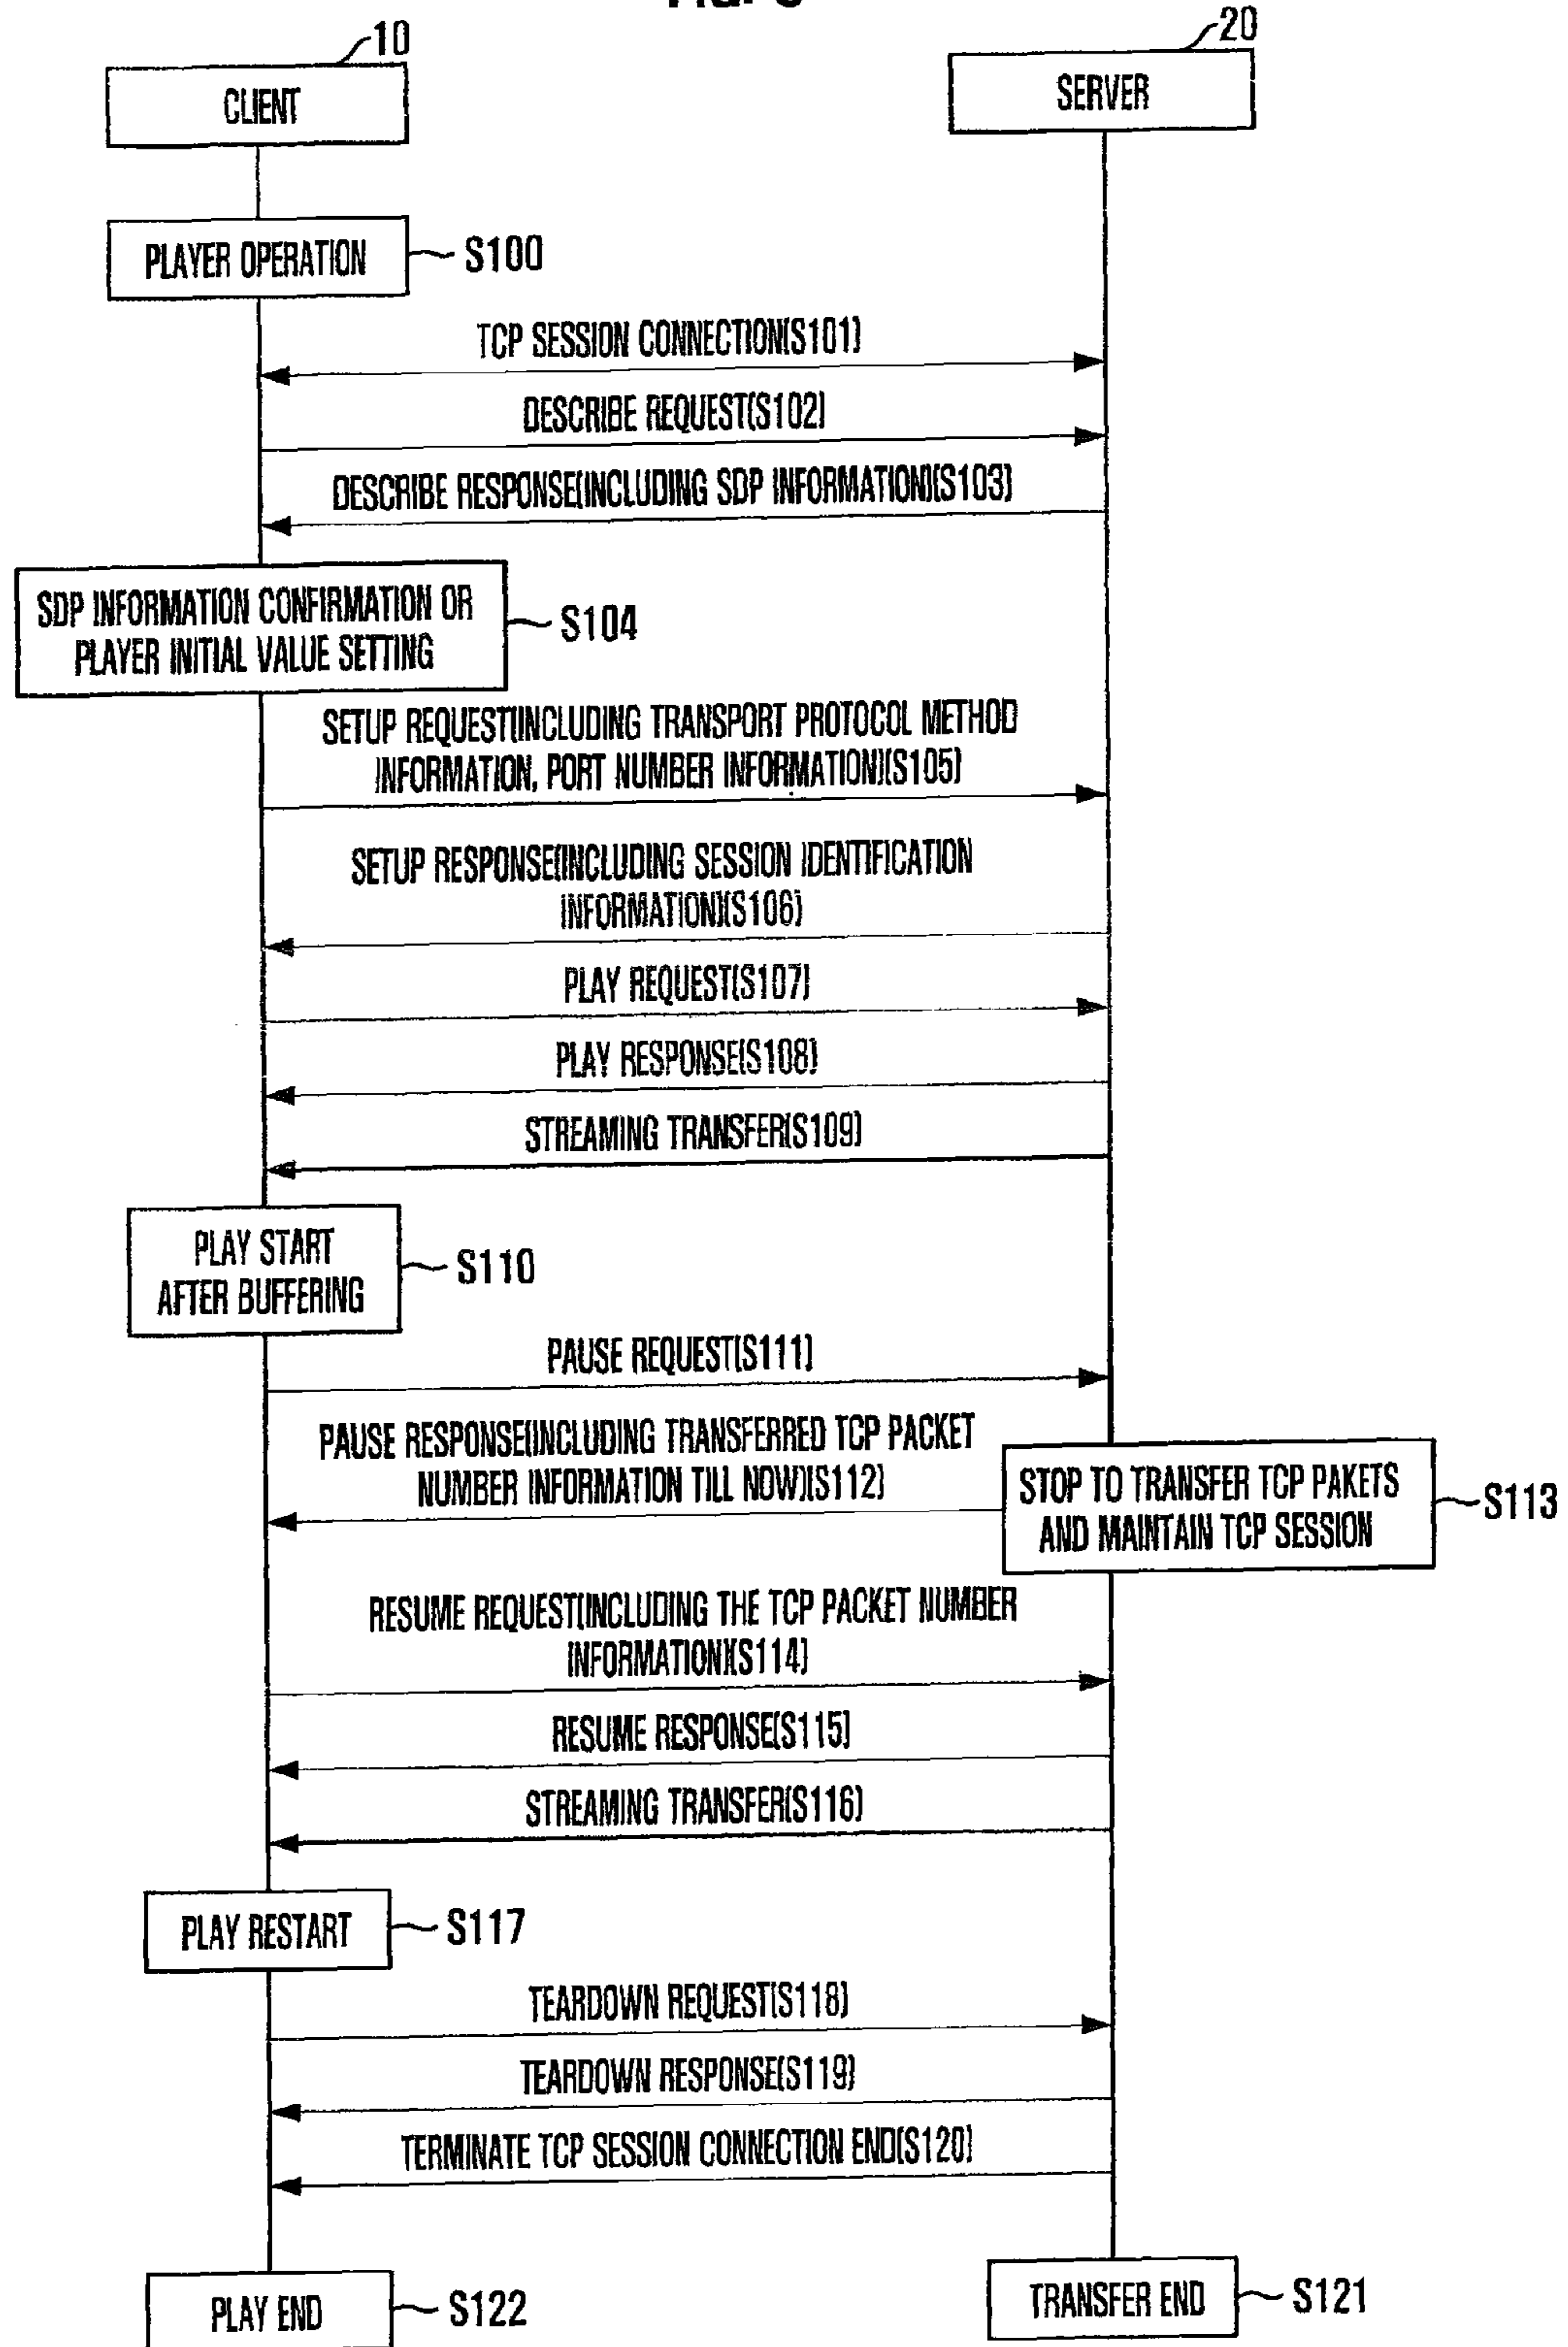 10
20
CLIENT
SERVER
PLAYER OPERATION
S100
TCP SESSION CONNECTION(S101)
DESCRIBE REQUEST(S102)
DESCRIBE RESPONSE(INCLUDING SDP INFORMATION)(S103)
SDP INFORMATION CONFIRMATION OR
PLAYER INITIAL VALUE SETTING
S104
SETUP REQUEST(INCLUDING TRANSPORT PROTOCOL METHOD
INFORMATION, PORT NUMBER INFORMATION)(S105)
SETUP RESPONSE(INCLUDING SESSION IDENTIFICATION
INFORMATION)(S106)
PLAY REQUEST(S107)
PLAY RESPONSE(S108)
STREAMING TRANSFER(S109)
PLAY START
AFTER BUFFERING
S110
PAUSE REQUEST(S111)
PAUSE RESPONSE(INCLUDING TRANSFERRED TCP PACKET
NUMBER INFORMATION TILL NOW)(S112)
STOP TO TRANSFER TCP PAKETS
AND MAINTAIN TCP SESSION
S113
RESUME REQUEST(INCLUDING THE TCP PACKET NUMBER
INFORMATION)(S114)
RESUME RESPONSE(S115)
STREAMING TRANSFER(S116)
PLAY RESTART
S117
TEARDOWN REQUEST(S118)
TEARDOWN RESPONSE(S119)
TERMINATE TCP SESSION CONNECTION END(S120)
PLAY END
S122
TRANSFER END
S121